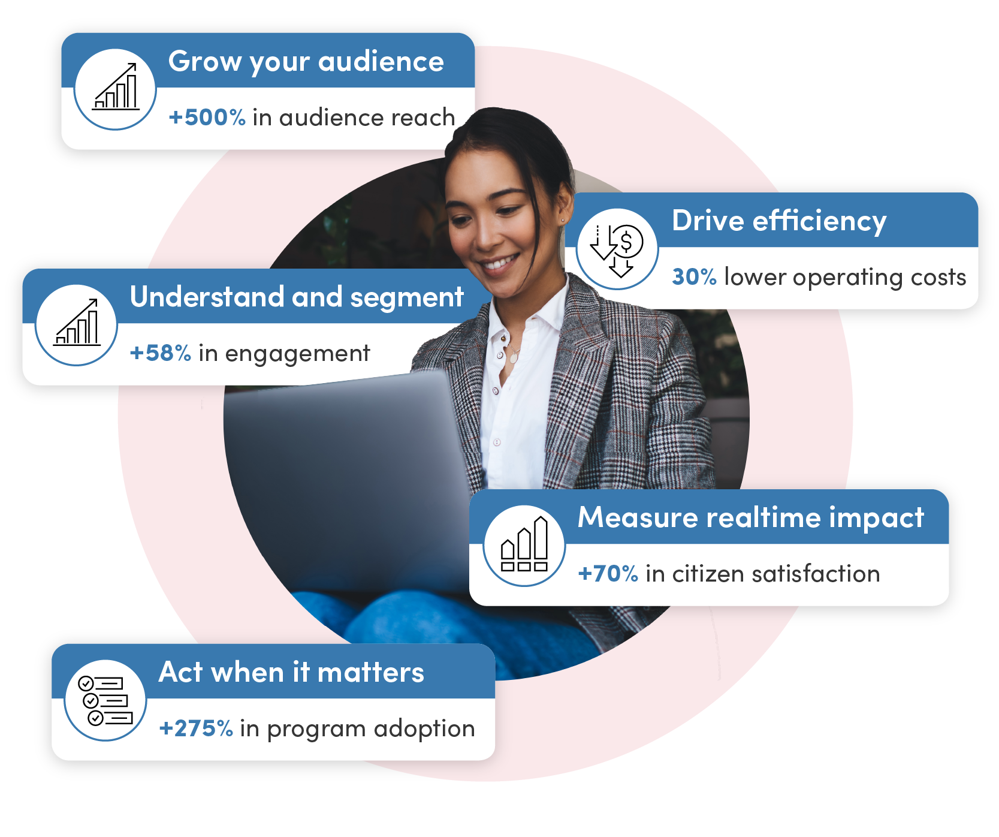 Grow your audience
+500% in audience reach
Drive efficiency
30% lower operating costs
Understand and segment
+58% in engagement
Measure realtime impact
+70% in citizen satisfaction
Act when it matters
+275% in program adoption